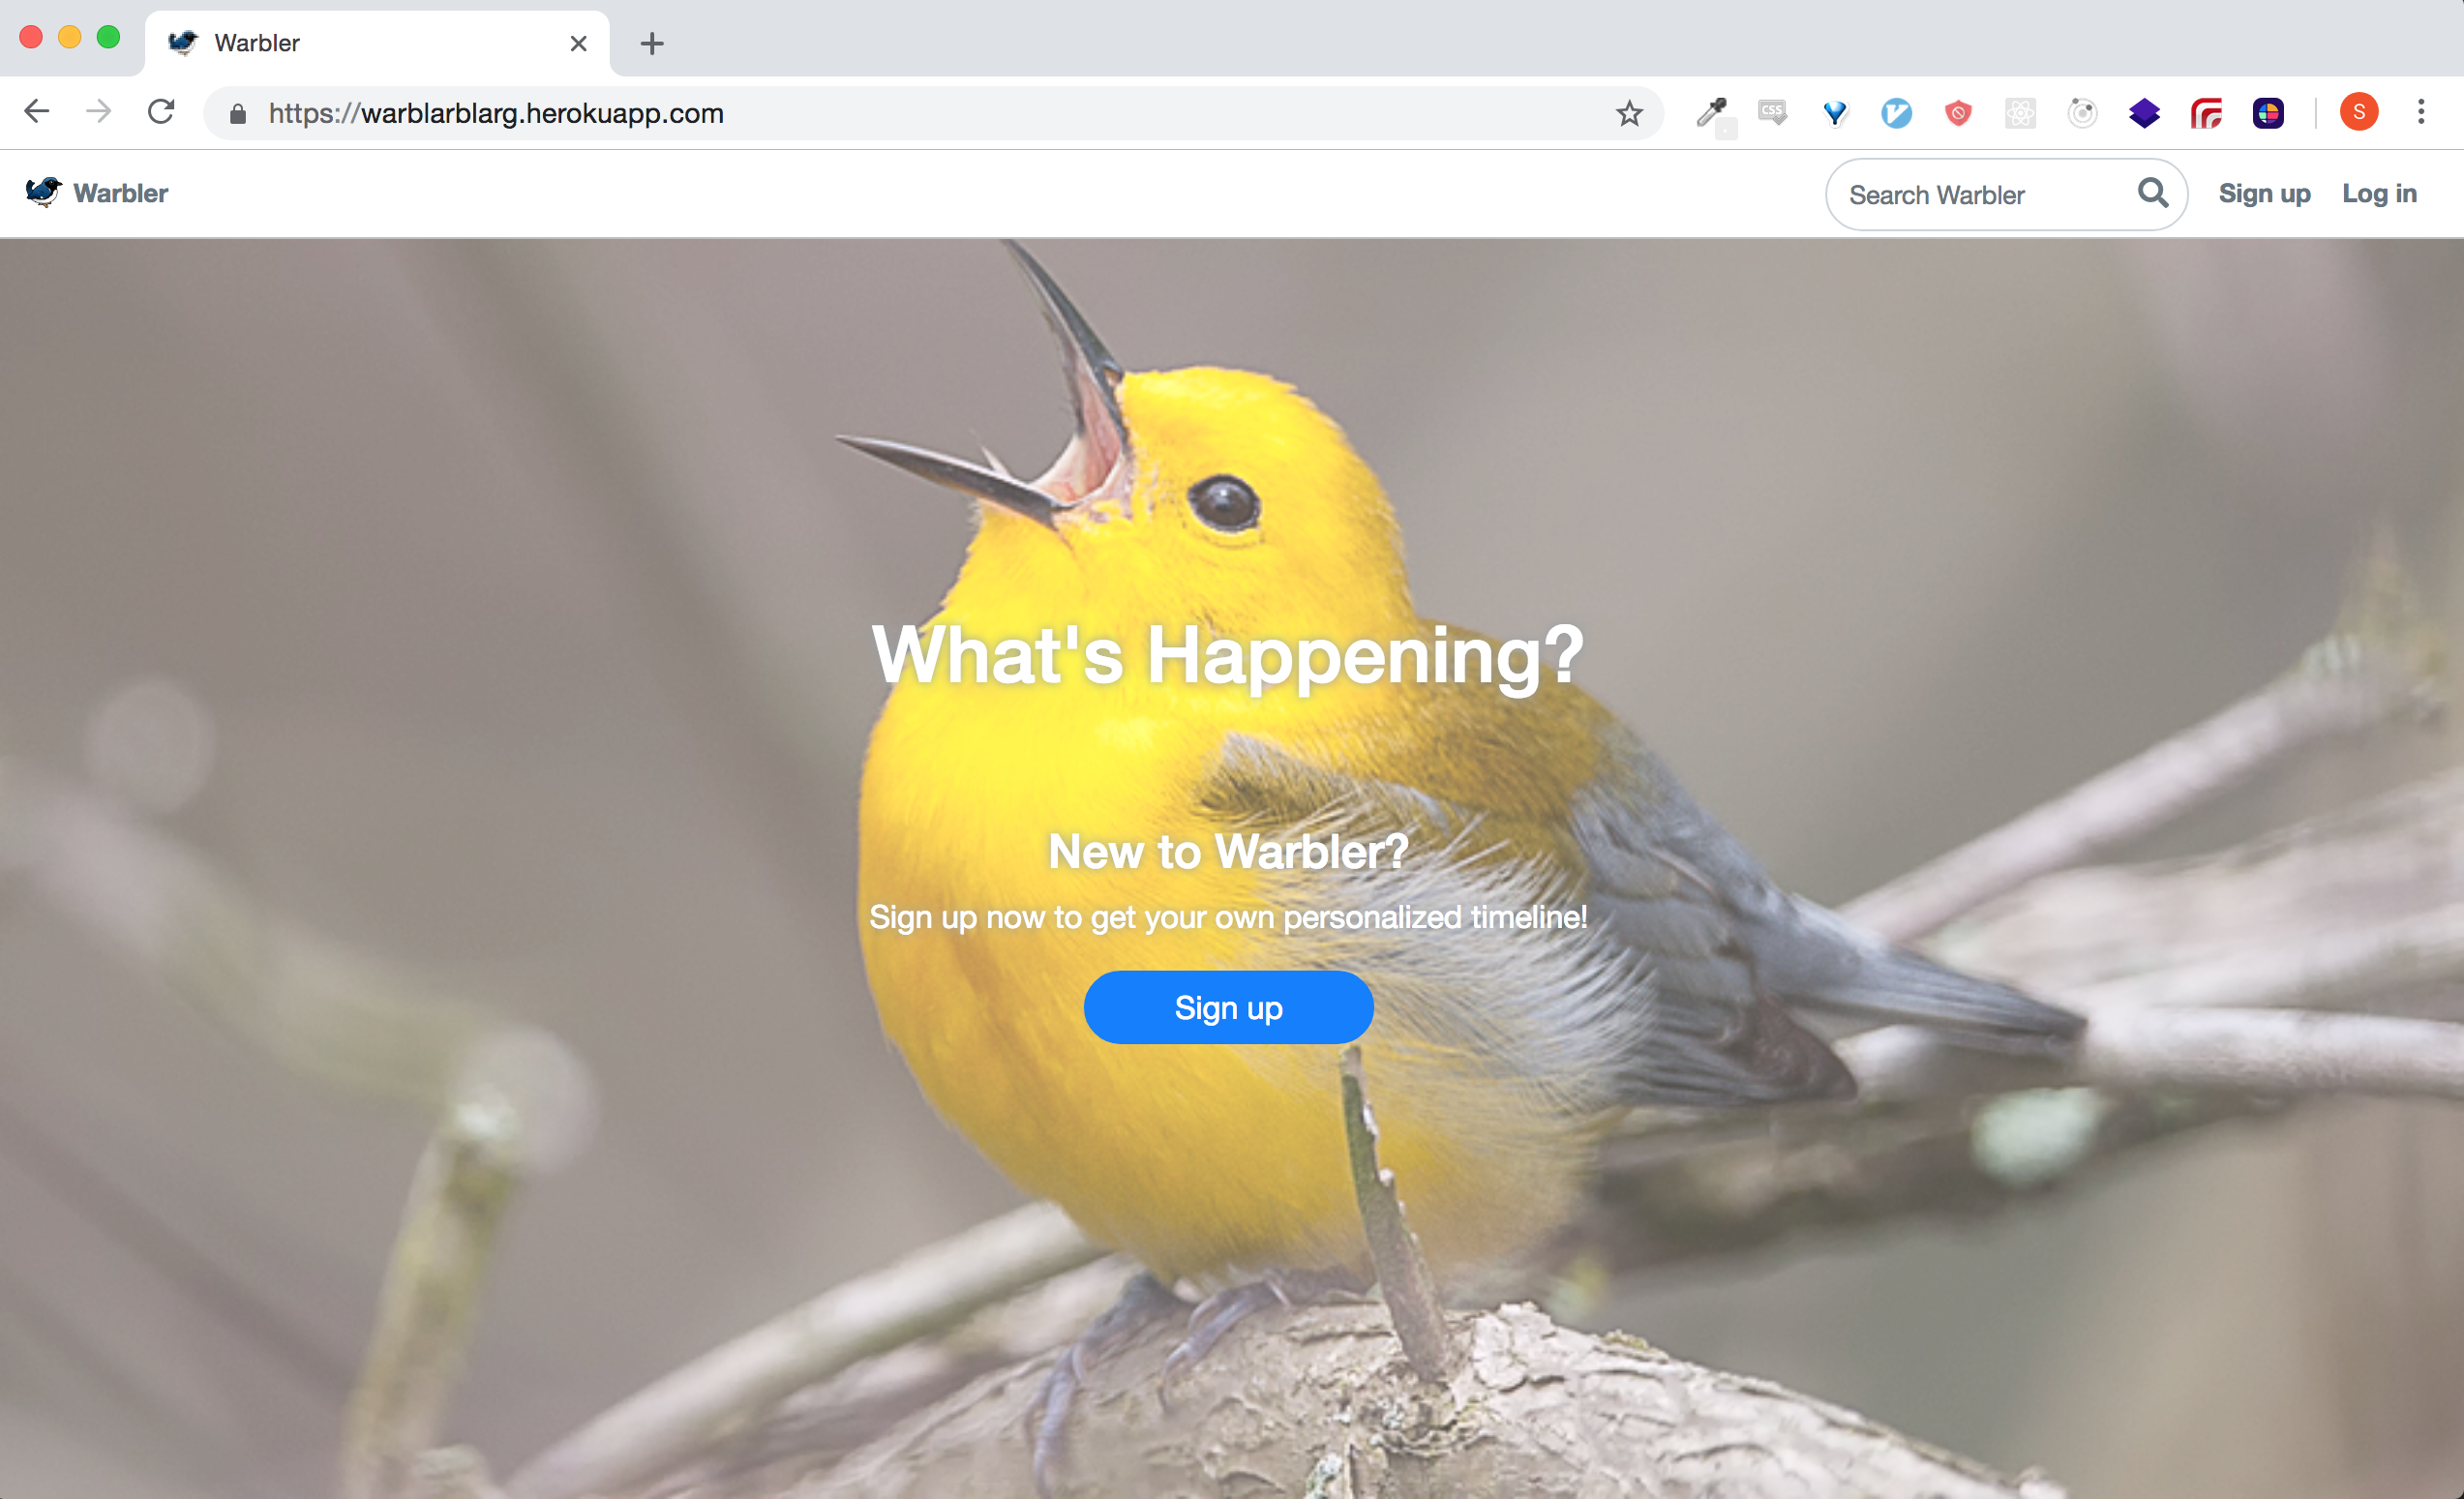 Warbler
https://warblarblarg.herokuapp.com
CSS
S
Warbler
Search Warbler
Sign up
Log in
What's Happening?
New to Warbler?
Sign up now to get your own personalized timeline!
Sign up